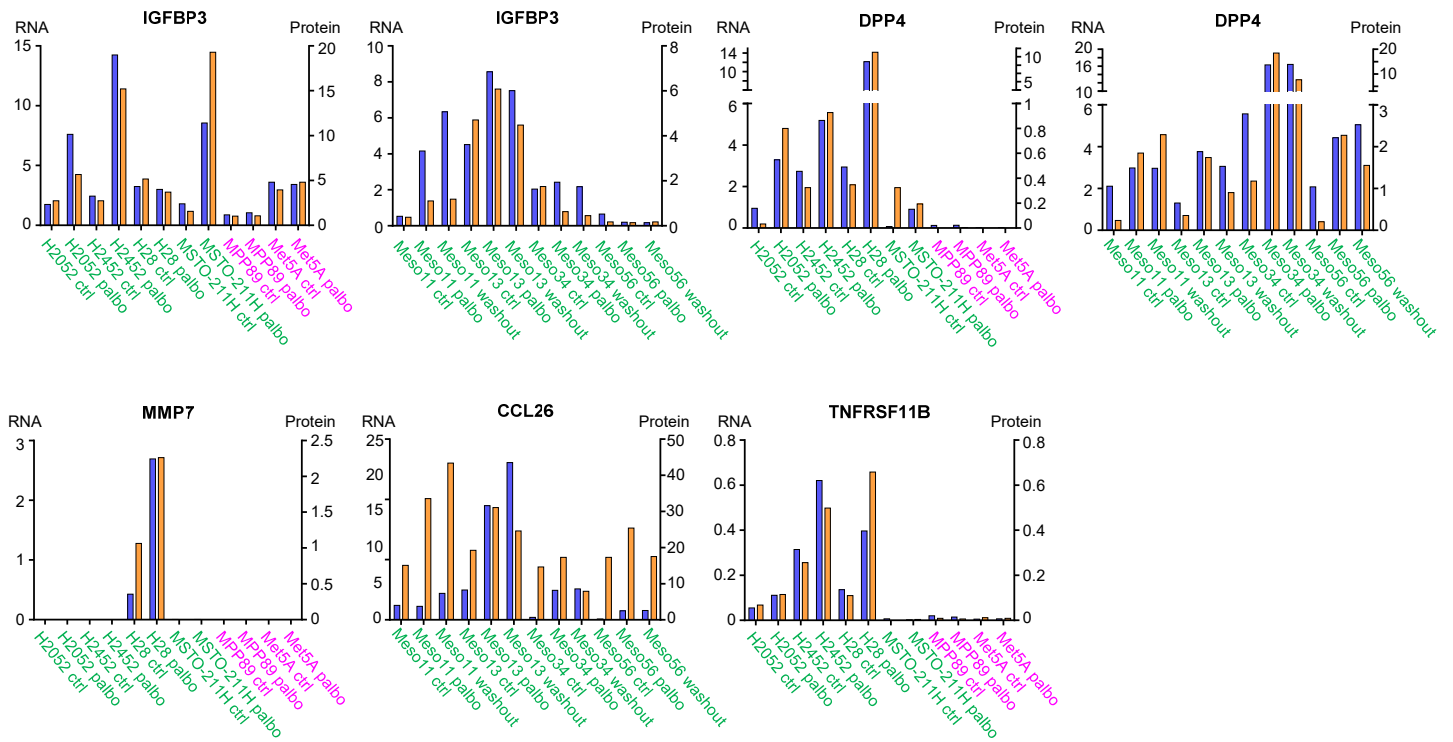 IGFBP3
RNA
Protein
15
10
5
0
20
15
10
5
0
H2052 ctrl
H2052 palbo
H2452 ctrl
H2452 palbo
H28 ctrl
H28 palbo
MSTO-211H ctrl
MSTO-211H palbo
MPP89 ctrl
MPP89 palbo
Met5A ctrl
Met5A palbo
IGFBP3
RNA
Protein
10
8
6
4
2
0
8
6
4
2
0
Meso11 ctrl
Meso11 palbo
Meso11 washout
Meso13 ctrl
Meso13 palbo
Meso13 washout
Meso34 ctrl
Meso34 palbo
Meso34 washout
Meso56 ctrl
Meso56 palbo
Meso56 washout
DPP4
RNA
Protein
14
10
6
4
2
0
10
5
1
0.8
0.6
0.4
0.2
0
H2052 ctrl
H2052 palbo
H2452 ctrl
H2452 palbo
H28 ctrl
H28 palbo
MSTO-211H ctrl
MSTO-211H palbo
MPP89 ctrl
MPP89 palbo
Met5A ctrl
Met5A palbo
DPP4
RNA
Protein
20
16
10
6
4
2
0
20
10
3
2
1
0
Meso11 ctrl
Meso11 palbo
Meso11 washout
Meso13 ctrl
Meso13 palbo
Meso13 washout
Meso34 ctrl
Meso34 palbo
Meso34 washout
Meso56 ctrl
Meso56 palbo
Meso56 washout
MMP7
RNA
Protein
3
2
1
0
2.5
2
1.5
1
0.5
0
H2052 ctrl
H2052 palbo
H2452 ctrl
H2452 palbo
H28 ctrl
H28 palbo
MSTO-211H ctrl
MSTO-211H palbo
MPP89 ctrl
MPP89 palbo
Met5A ctrl
Met5A palbo
CCL26
RNA
Protein
25
20
15
10
5
0
50
40
30
20
10
0
Meso11 ctrl
Meso11 palbo
Meso11 washout
Meso13 ctrl
Meso13 palbo
Meso13 washout
Meso34 ctrl
Meso34 palbo
Meso34 washout
Meso56 ctrl
Meso56 palbo
Meso56 washout
TNFRSF11B
RNA
Protein
0.8
0.6
0.4
0.2
0
0.8
0.6
0.4
0.2
0
H2052 ctrl
H2052 palbo
H2452 ctrl
H2452 palbo
H28 ctrl
H28 palbo
MSTO-211H ctrl
MSTO-211H palbo
MPP89 ctrl
MPP89 palbo
Met5A ctrl
Met5A palbo